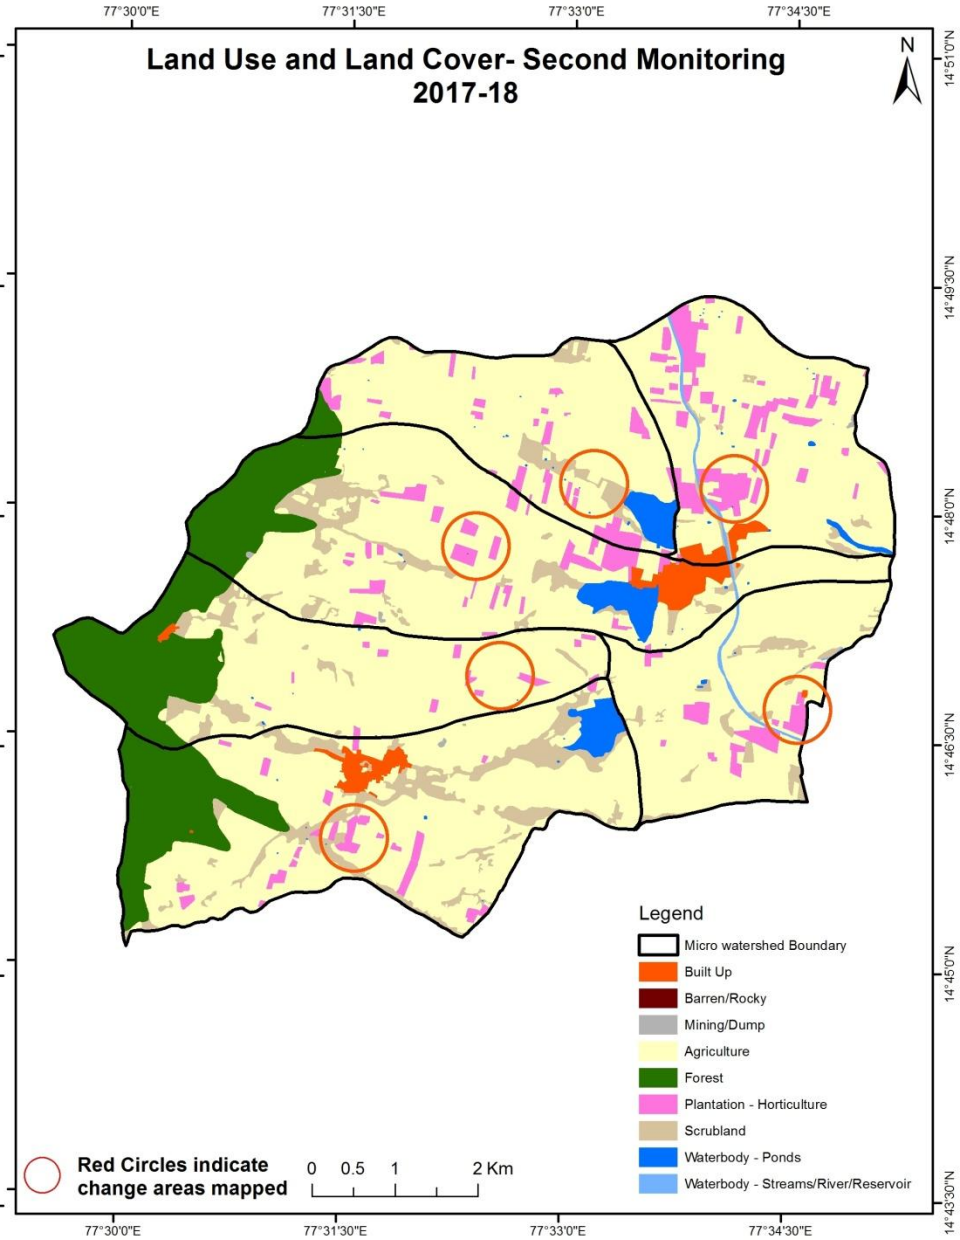 77°30'0"E 77°31'30"E 77°33'0"E 77°34'30"E
Land Use and Land Cover- Second Monitoring
2017-18
N
14°51'0"N
14°49'30"N
14°48'0"N
14°46'30"N
14°45'0"N
14°43'30"N
Legend
Micro watershed Boundary
Built Up
Barren/Rocky
Mining/Dump
Agriculture
Forest
Plantation - Horticulture
Scrubland
Waterbody - Ponds
Waterbody - Streams/River/Reservoir
Red Circles indicate
change areas mapped
0 0.5 1 2 Km
77°30'0"E 77°31'30"E 77°33'0"E 77°34'30"E